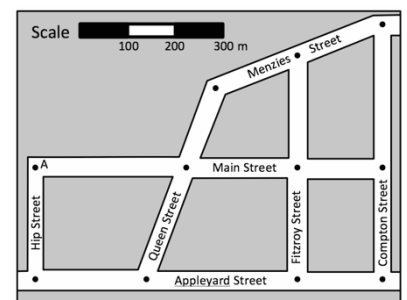 Scale
100 200 300 m
Menzies Street
A
Main Street
Hip Street
Queen Street
Fitzroy Street
Compton Street
Appleyard Street